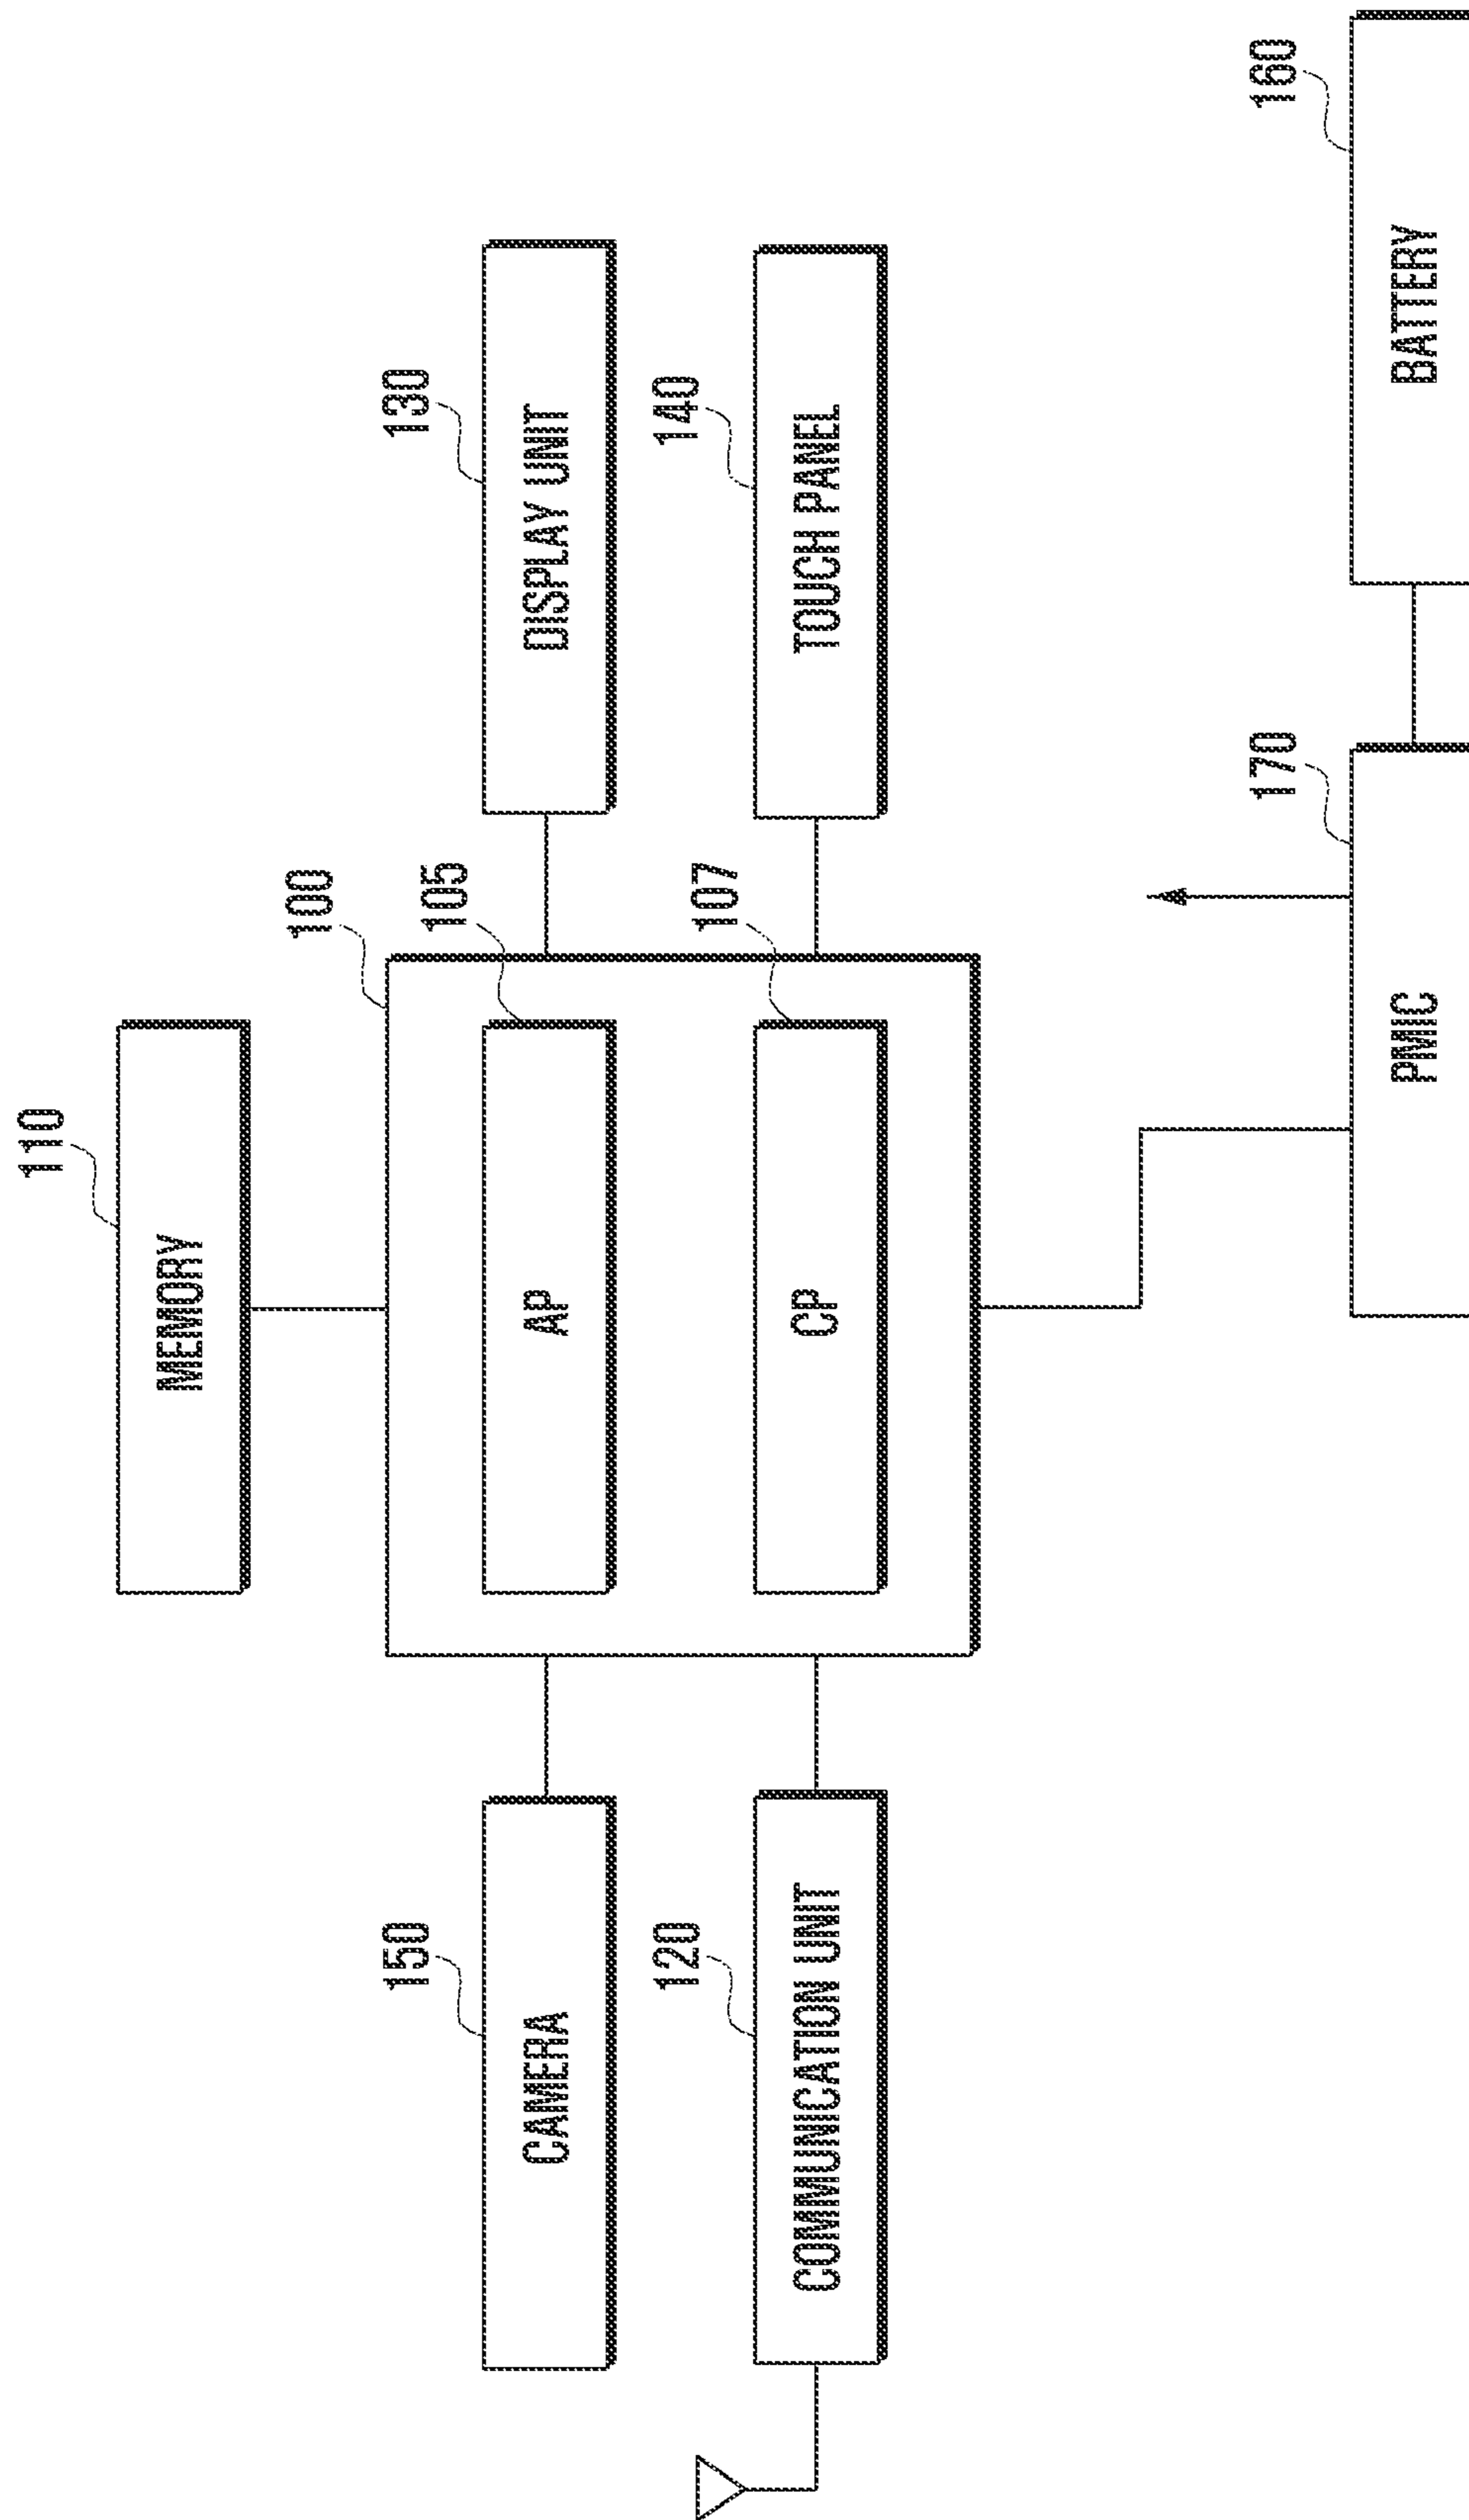 110
MEMORY
100
150
130
105
CAMERA
AP
DISPLAY UNIT
120
140
107
COMMUNICATION UNIT
CP
TOUCH PANEL
170
160
PMIC
BATTERY